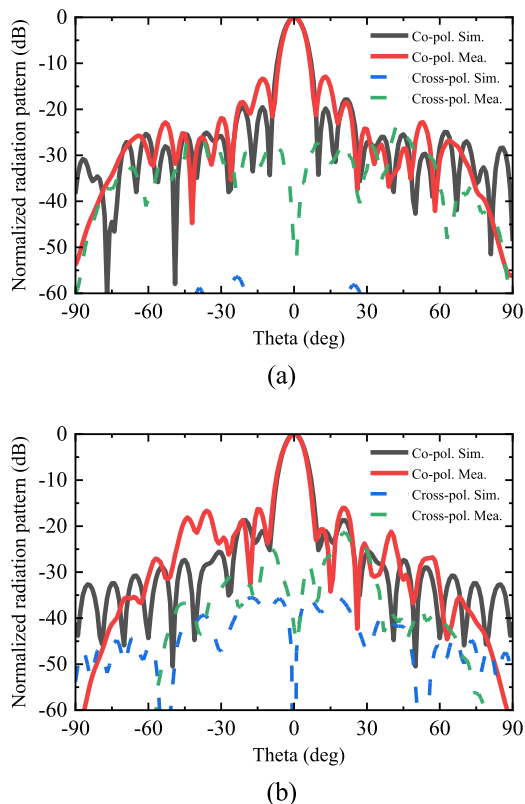 Normalized radiation pattern (dB)
0
-10
-20
-30
-40
-50
-60
Co-pol. Sim.
Co-pol. Mea.
Cross-pol. Sim.
Cross-pol. Mea.
-90 -60 -30 0 30 60 90
Theta (deg)
(a)
Normalized radiation pattern (dB)
0
-10
-20
-30
-40
-50
-60
Co-pol. Sim.
Co-pol. Mea.
Cross-pol. Sim.
Cross-pol. Mea.
-90 -60 -30 0 30 60 90
Theta (deg)
(b)